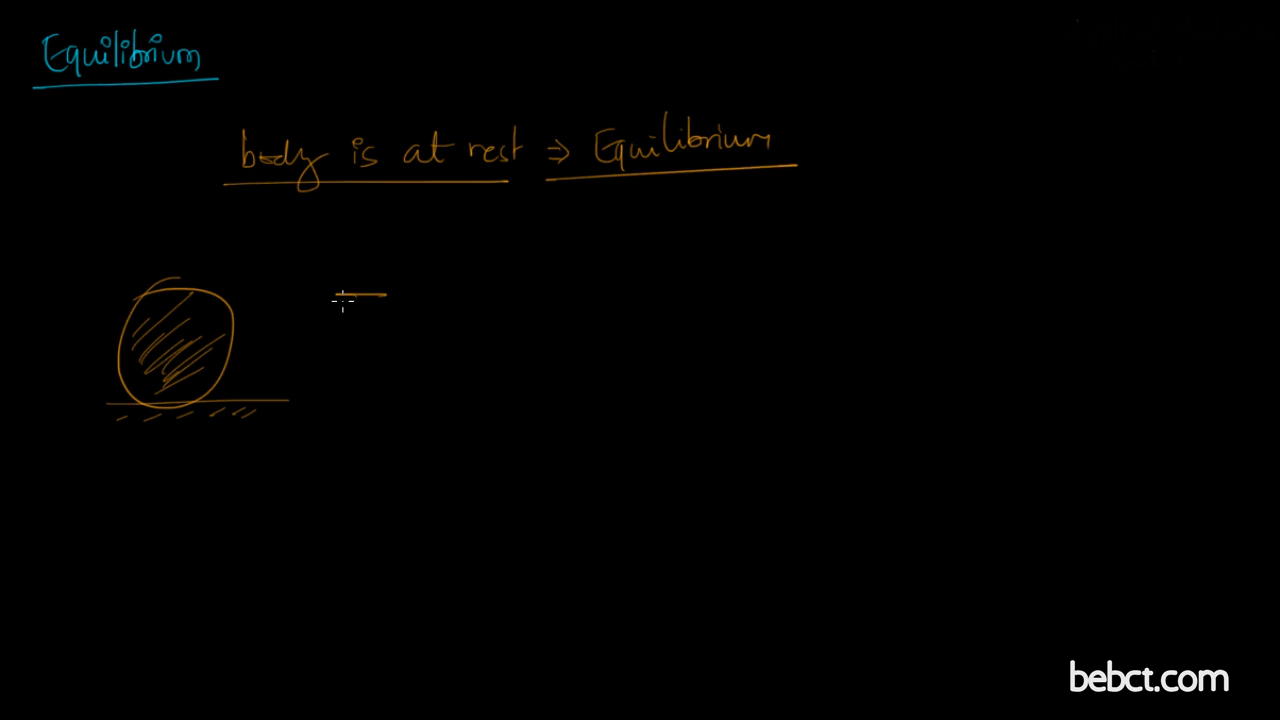 Equilibrium
body is at rest ⇒ Equilibrium
bebct.com